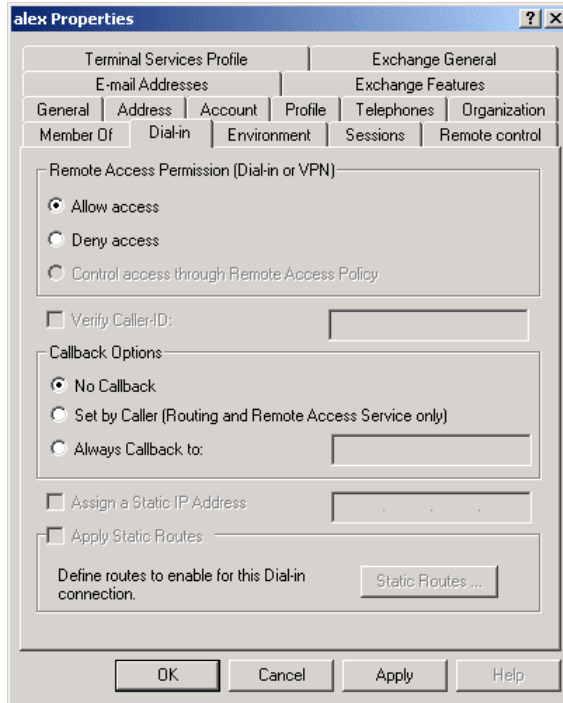 alex Properties
Terminal Services Profile Exchange General
E-mail Addresses Exchange Features
General Address Account Profile Telephones Organization
Member Of Dial-in Environment Sessions Remote control
Remote Access Permission (Dial-in or VPN)
Allow access
Deny access
Control access through Remote Access Policy
Verify Caller-ID:
Callback Options
No Callback
Set by Caller (Routing and Remote Access Service only)
Always Callback to:
Assign a Static IP Address
Apply Static Routes
Define routes to enable for this Dial-in
connection.
Static Routes ...
OK Cancel Apply Help